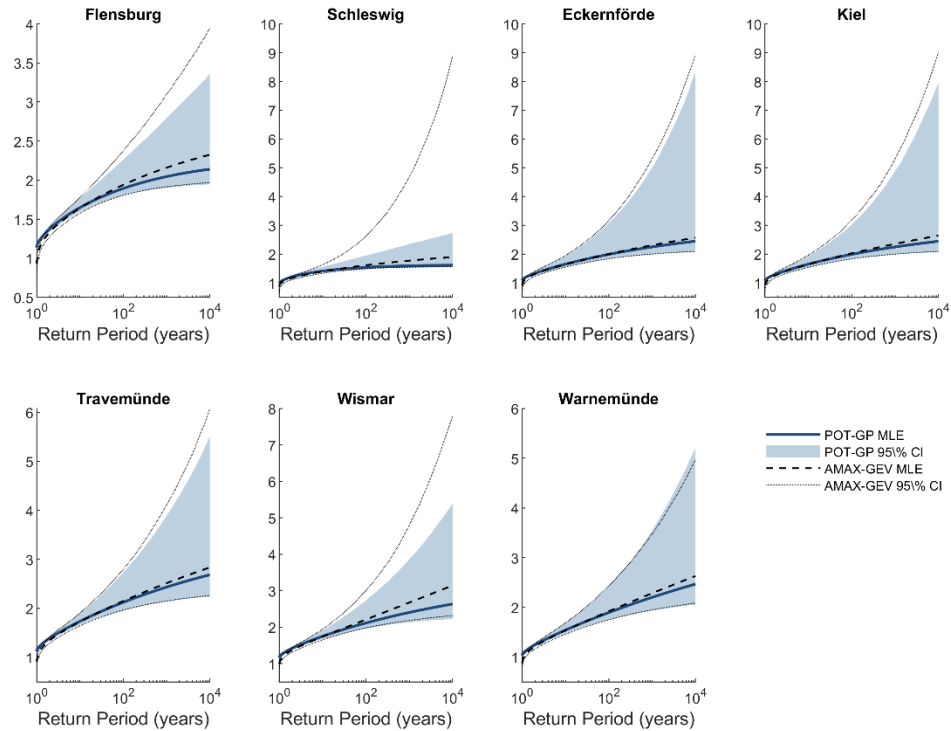 Flensburg
4
3.5
3
2.5
2
1.5
1
0.5
10^0 10^2 10^4
Return Period (years)
Schleswig
10
9
8
7
6
5
4
3
2
1
10^0 10^2 10^4
Return Period (years)
Eckernförde
10
9
8
7
6
5
4
3
2
1
10^0 10^2 10^4
Return Period (years)
Kiel
10
9
8
7
6
5
4
3
2
1
10^0 10^2 10^4
Return Period (years)
Travemünde
6
5
4
3
2
1
10^0 10^2 10^4
Return Period (years)
Wismar
8
7
6
5
4
3
2
1
10^0 10^2 10^4
Return Period (years)
Warnemünde
6
5
4
3
2
1
10^0 10^2 10^4
Return Period (years)
POT-GP MLE
POT-GP 95\% CI
AMAX-GEV MLE
AMAX-GEV 95\% CI